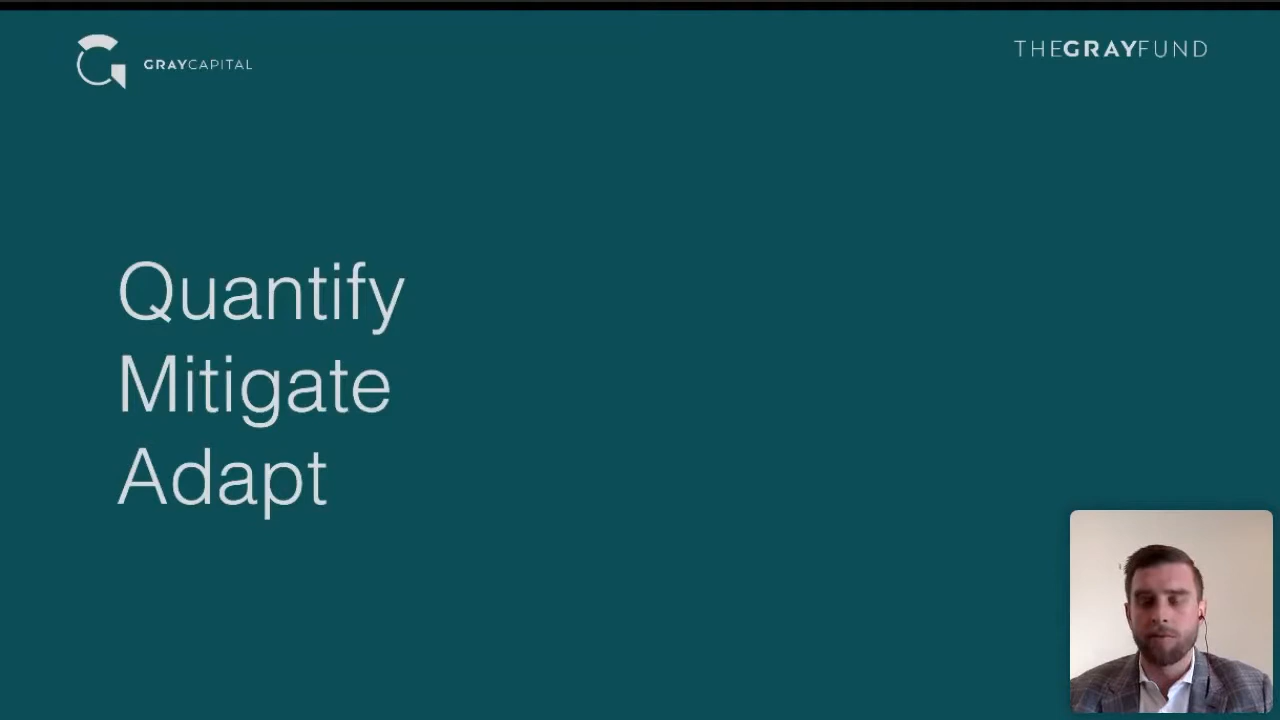 GRAYCAPITAL
THEGRAYFUND
Quantify
Mitigate
Adapt